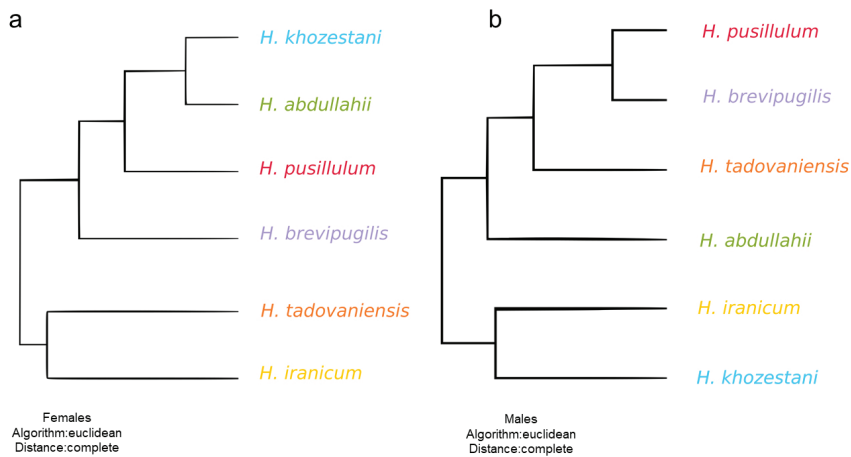 a
H. khozestani
H. abdullahii
H. pusillulum
H. brevipugilis
H. tadovaniensis
H. iranicum
Females
Algorithm:euclidean
Distance:complete
b
H. pusillulum
H. brevipugilis
H. tadovaniensis
H. abdullahii
H. iranicum
H. khozestani
Males
Algorithm:euclidean
Distance:complete